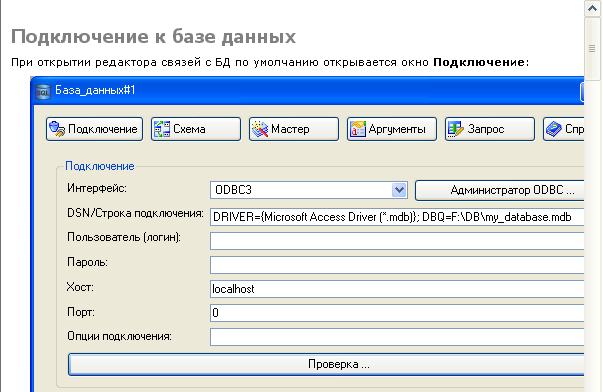 Подключение к базе данных
При открытии редактора связей с БД по умолчанию открывается окно Подключение:
База_данных#1
Подключение Схема Мастер Аргументы Запрос Спр
Подключение
Интерфейс: ODBC3 Администратор ODBC ...
DSN/Строка подключения: DRIVER={Microsoft Access Driver (*.mdb)}; DBQ=F:\DB\my_database.mdb
Пользователь (логин):
Пароль:
Хост: localhost
Порт: 0
Опции подключения:
Проверка ...